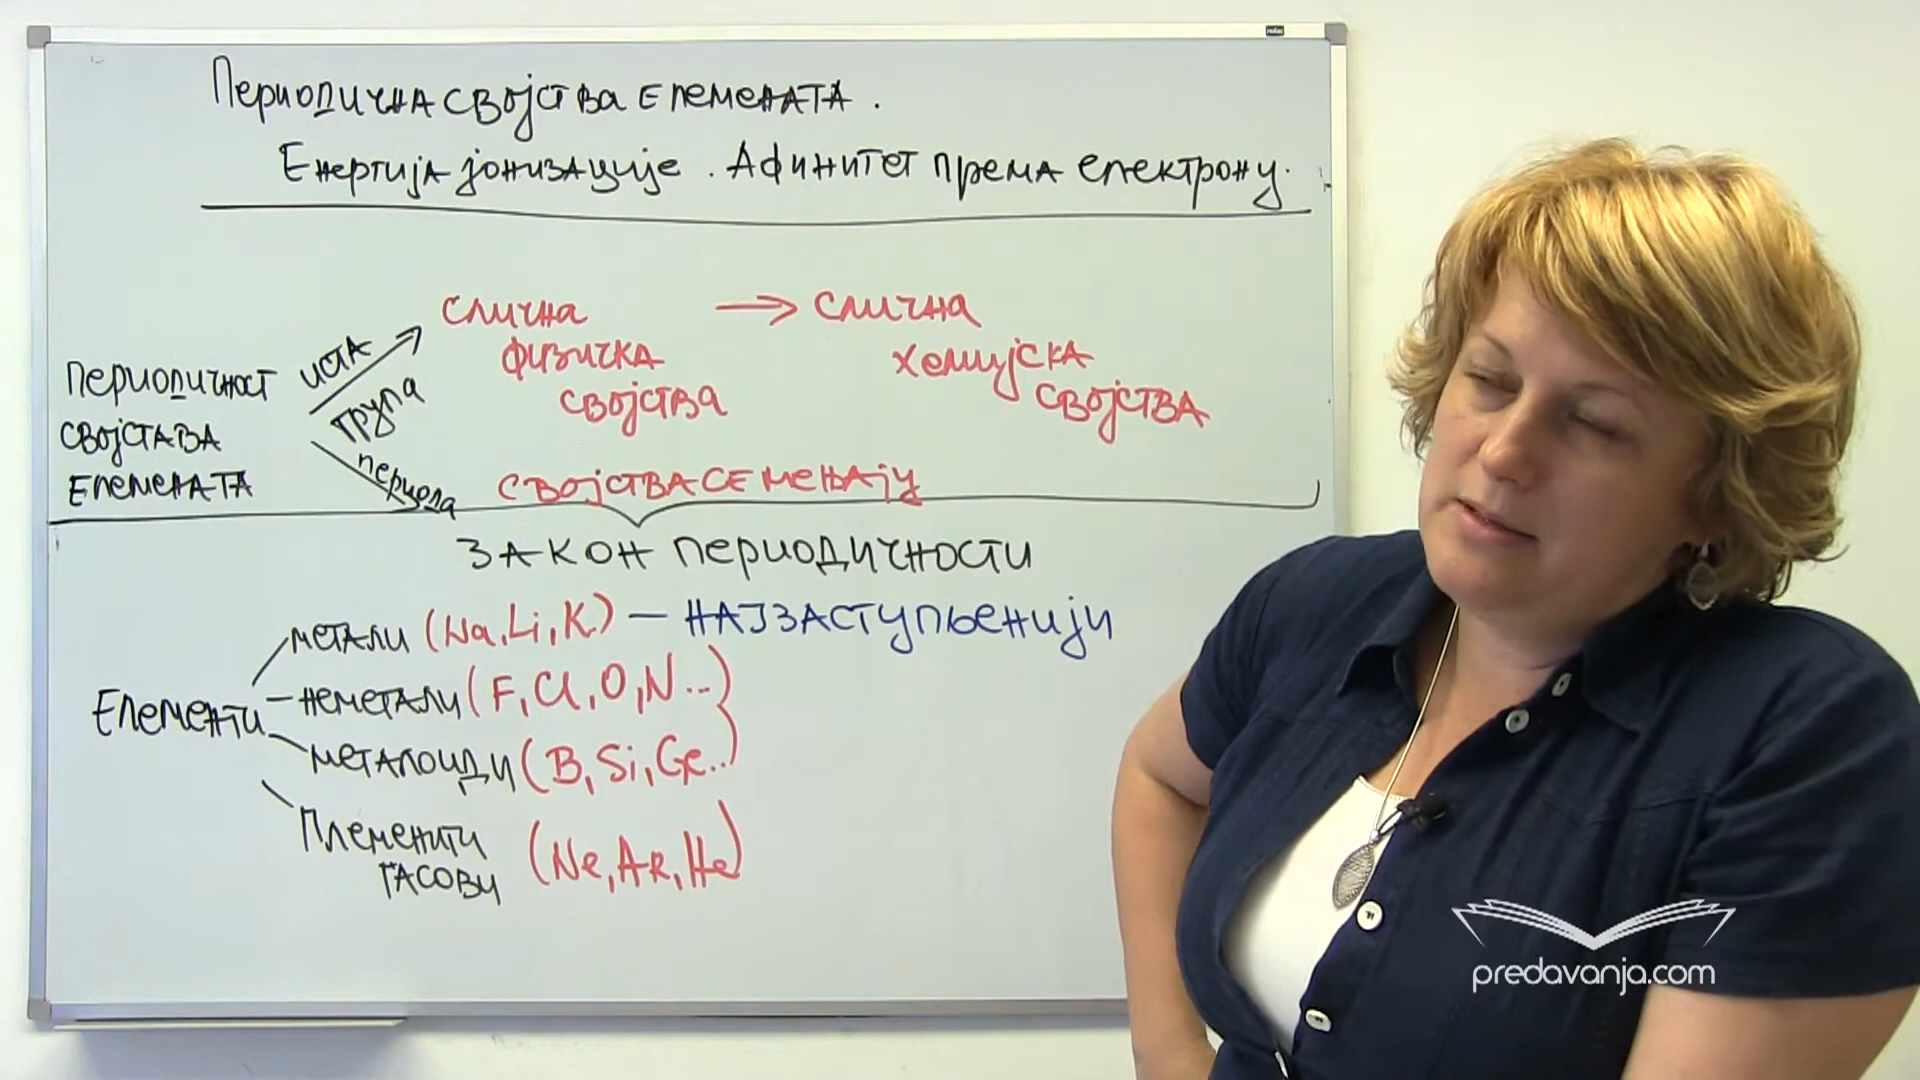 Периодична својства елемената.
Енергија јонизације. Афинитет према електрону.
Периодичност
својстава
елемената
иста
група
периода
слична
физичка
својства
→ слична
хемијска
својства
својства се мењају
ЗАКОН ПЕРИОДИЧНОСТИ
Елементи
метали (Na, Li, K) – НАЈЗАСТУПЉЕНИЈИ
неметали (F, Cl, O, N...)
металоиди (B, Si, Ge..)
Племенити
гасови (Ne, Ar, He)
predavanja.com